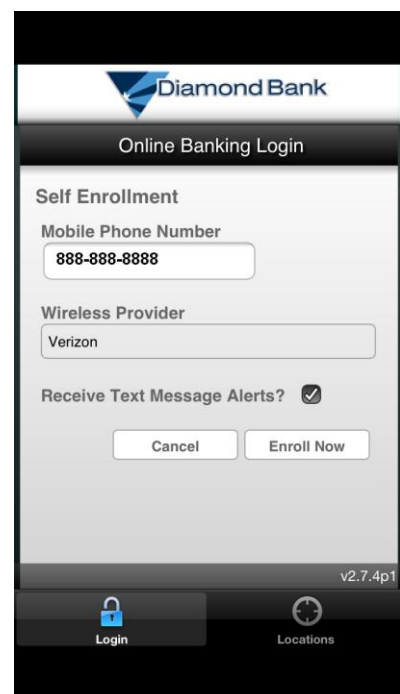 Diamond Bank
Online Banking Login
Self Enrollment
Mobile Phone Number
888-888-8888
Wireless Provider
Verizon
Receive Text Message Alerts?
Cancel Enroll Now
v2.7.4p1
Login Locations